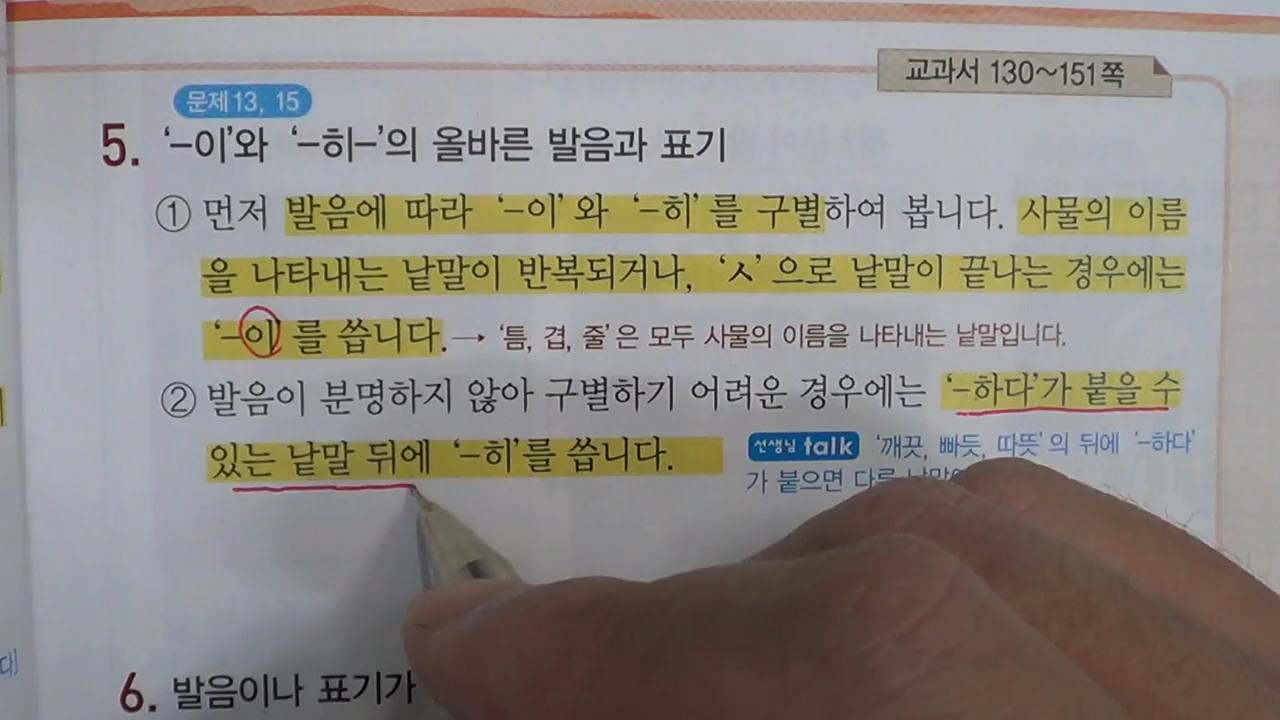 교과서 130~151쪽
문제 13, 15
5. ‘-이’와 ‘-히-’의 올바른 발음과 표기
① 먼저 발음에 따라 ‘-이’와 ‘-히’를 구별하여 봅니다. 사물의 이름
을 나타내는 낱말이 반복되거나, ‘ㅅ’으로 낱말이 끝나는 경우에는
‘-이’를 씁니다. → ‘틈, 겹, 줄’은 모두 사물의 이름을 나타내는 낱말입니다.
② 발음이 분명하지 않아 구별하기 어려운 경우에는 ‘-하다’가 붙을 수
있는 낱말 뒤에 ‘-히’를 씁니다.
선생님 talk ‘깨끗, 빠듯, 따뜻’의 뒤에 ‘-하다’
가 붙으면 다른
6. 발음이나 표기가